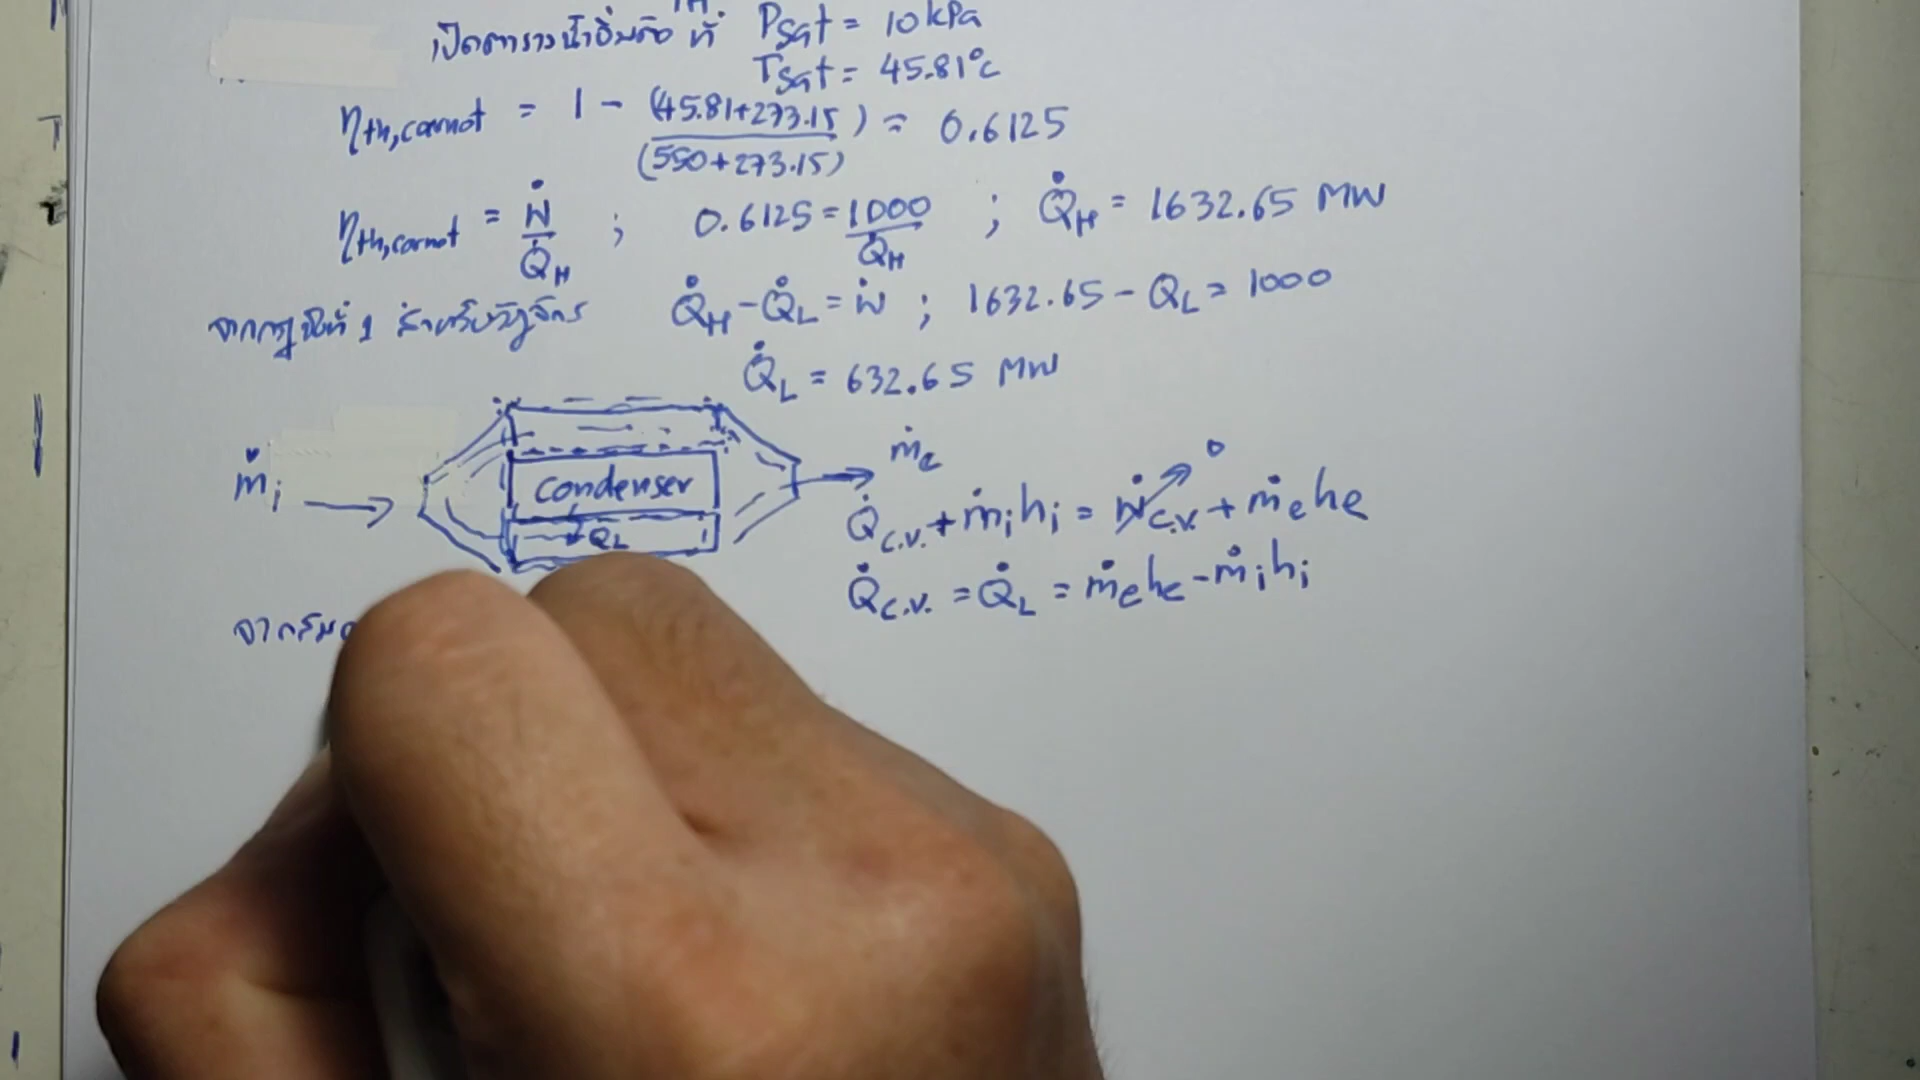 เปิดตารางน้ำอิ่มตัว ที่ Psat = 10 kPa
Tsat = 45.81°c
ηth,carnot = 1 - (45.81+273.15)/(550+273.15) = 0.6125
ηth,carnot = Ẇ/Q̇H ; 0.6125 = 1000/Q̇H ; Q̇H = 1632.65 MW
จากกฎข้อที่ 1 สำหรับวัฏจักร Q̇H - Q̇L = Ẇ ; 1632.65 - QL = 1000
Q̇L = 632.65 MW
ṁi
condenser
QL
ṁe
Q̇c.v. + ṁihi = Ẇc.v. + ṁehe
0
Q̇c.v. = Q̇L = ṁehe - ṁihi